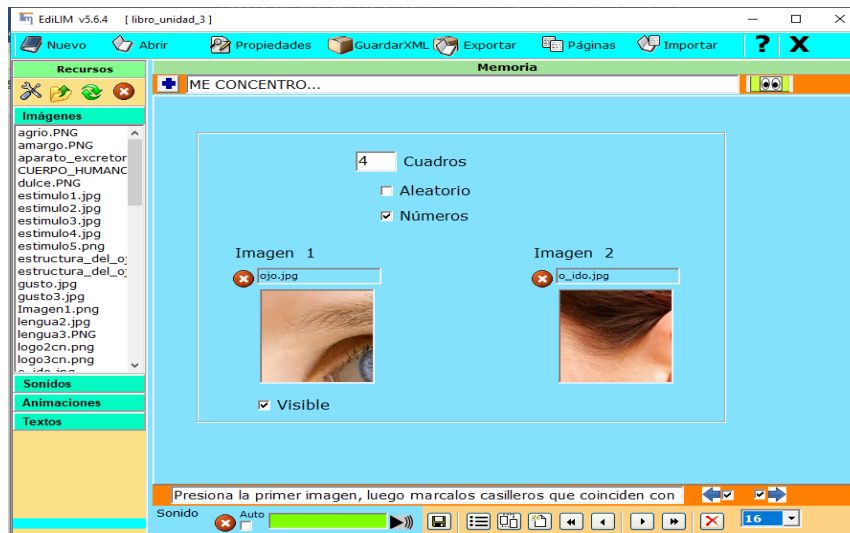 EdiLIM v5.6.4 [ libro_unidad_3 ]
Nuevo Abrir Propiedades GuardarXML Exportar Páginas Importar ? X
Recursos
Memoria
ME CONCENTRO...
Imágenes
agrio.PNG
amargo.PNG
aparato_excretor
CUERPO_HUMANC
dulce.PNG
estimulo1.jpg
estimulo2.jpg
estimulo3.jpg
estimulo4.jpg
estimulo5.png
estructura_del_o
estructura_del_o
gusto.jpg
gusto3.jpg
Imagen1.png
lengua2.jpg
lengua3.PNG
logo2cn.png
logo3cn.png
Sonidos
Animaciones
Textos
4 Cuadros
Aleatorio
Números
Imagen 1
ojo.jpg
Imagen 2
o_ido.jpg
Visible
Presiona la primer imagen, luego marcalos casilleros que coinciden con
Sonido
Auto
16